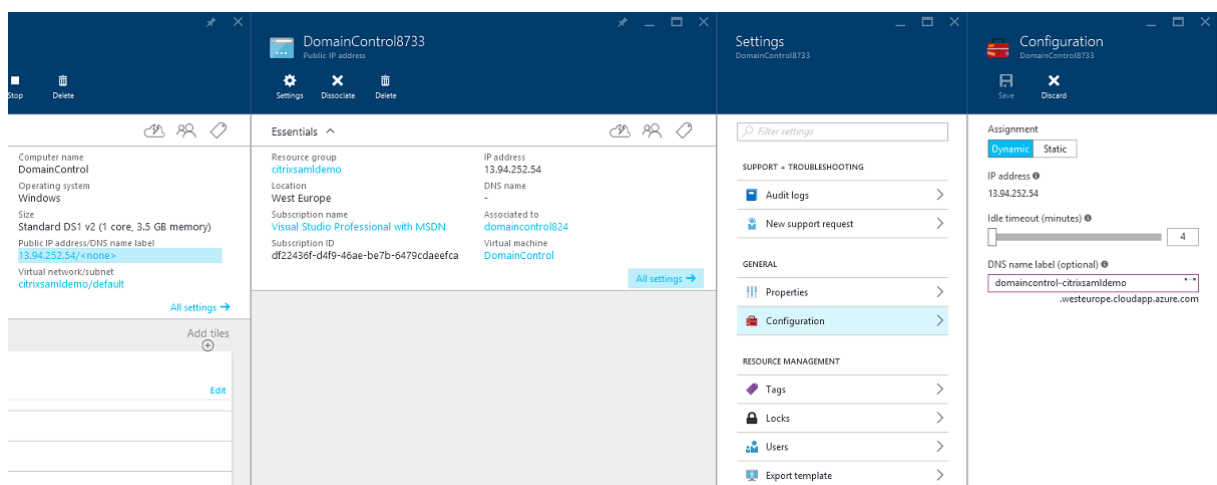 Stop
Delete
Computer name
DomainControl
Operating system
Windows
Size
Standard DS1 v2 (1 core, 3.5 GB memory)
Public IP address/DNS name label
13.94.252.54/<none>
Virtual network/subnet
citrixsamldemo/default
All settings →
Add tiles
Edit
DomainControl8733
Public IP address
Settings
Dissociate
Delete
Essentials
Resource group
citrixsamldemo
Location
West Europe
Subscription name
Visual Studio Professional with MSDN
Subscription ID
df22436f-d4f9-46ae-be7b-6479cdaeefca
IP address
13.94.252.54
DNS name
-
Associated to
domaincontrol824
Virtual machine
DomainControl
All settings →
Settings
DomainControl8733
Filter settings
SUPPORT + TROUBLESHOOTING
Audit logs
New support request
GENERAL
Properties
Configuration
RESOURCE MANAGEMENT
Tags
Locks
Users
Export template
Configuration
DomainControl8733
Save
Discard
Assignment
Dynamic Static
IP address
13.94.252.54
Idle timeout (minutes)
4
DNS name label (optional)
domaincontrol-citrixsamldemo
.westeurope.cloudapp.azure.com